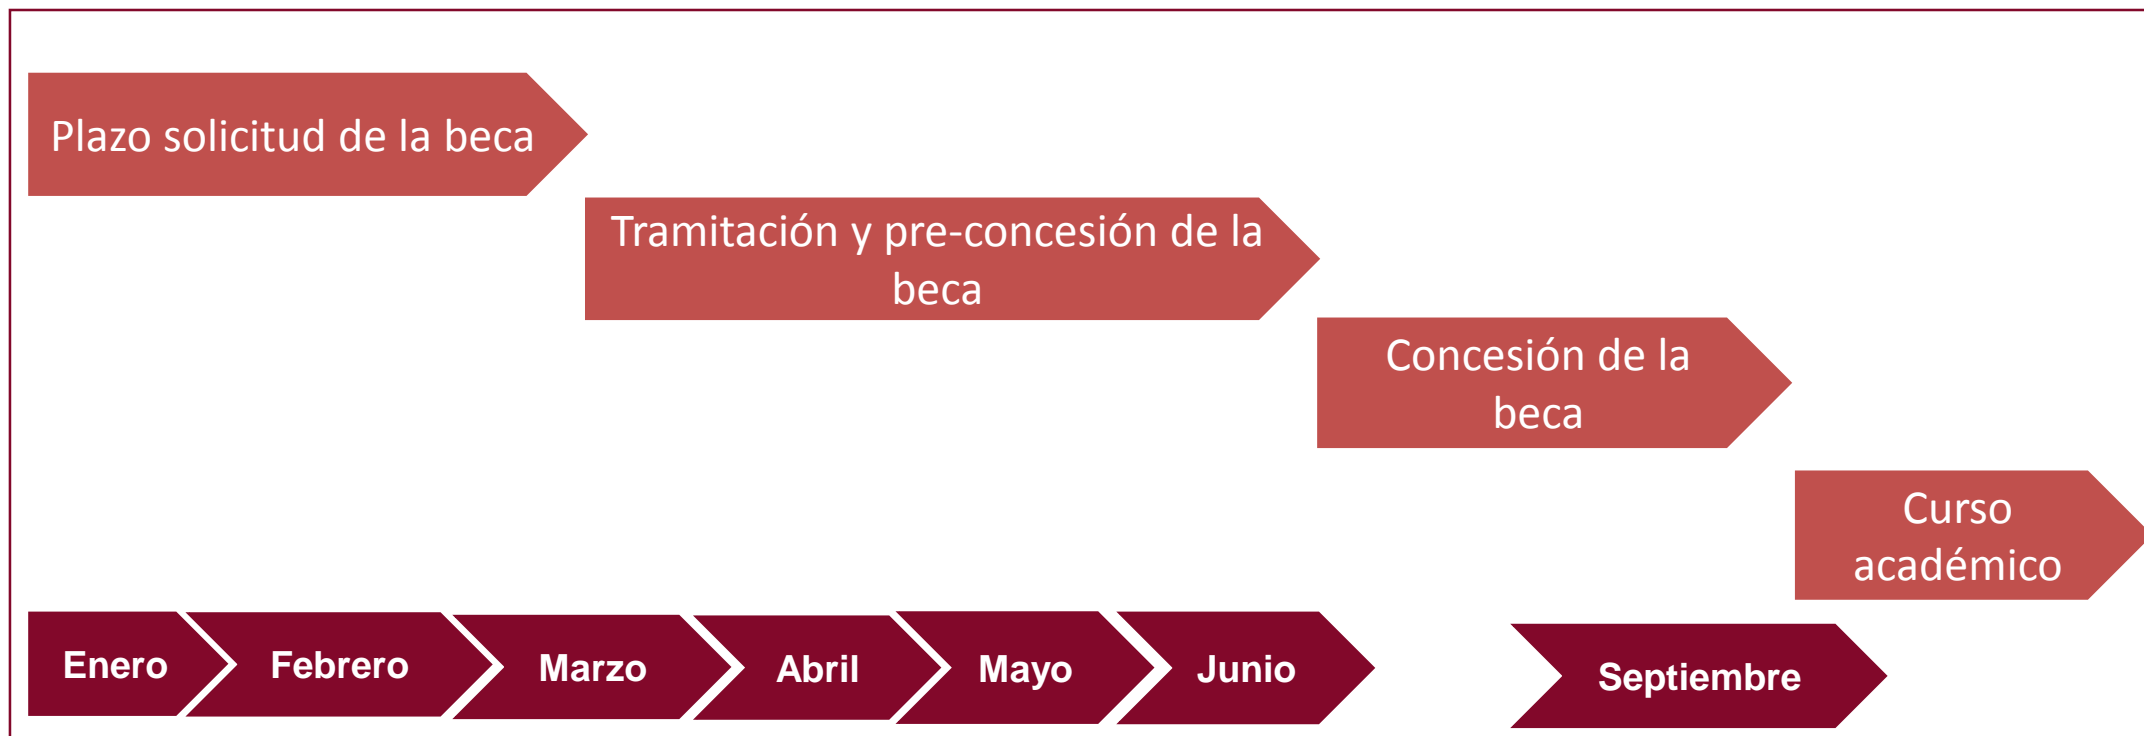 Plazo solicitud de la beca
Tramitación y pre-concesión de la
beca
Concesión de la
beca
Curso
académico
Enero
Febrero
Marzo
Abril
Mayo
Junio
Septiembre